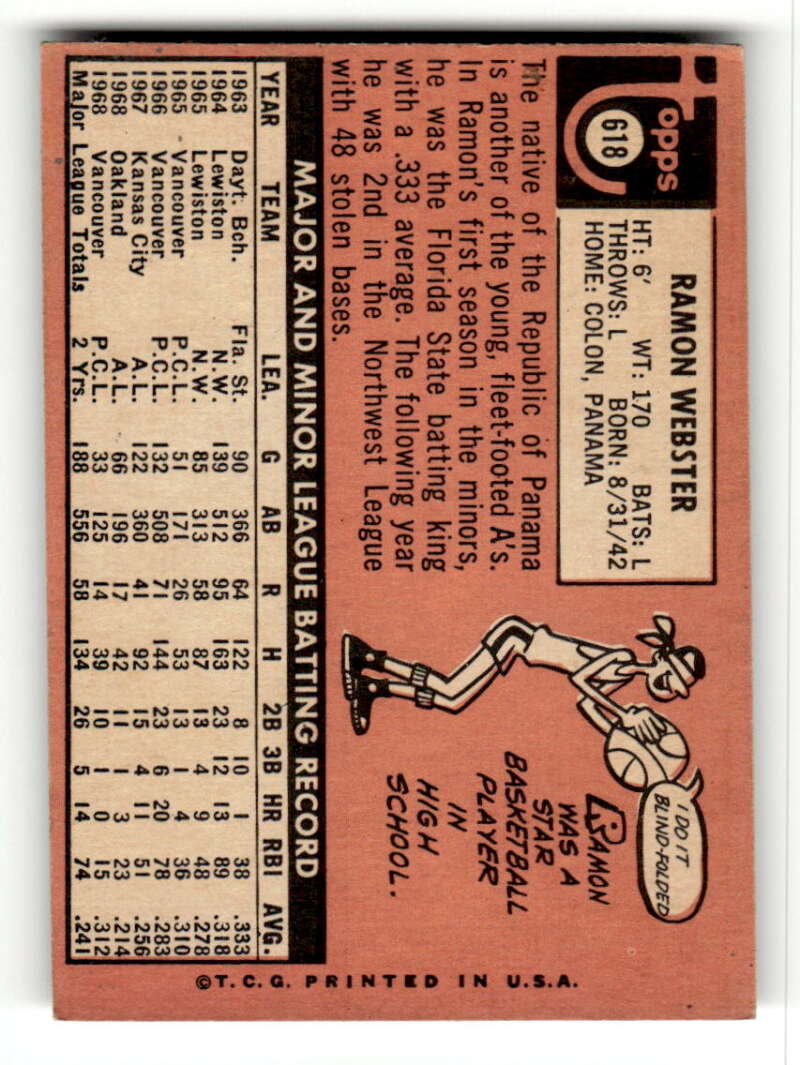 Topps
618
RAMON WEBSTER
HT: 6' WT: 170 BATS: L
THROWS: L BORN: 8/31/42
HOME: COLON, PANAMA
The native of the Republic of Panama
is another of the young, fleet-footed A's.
In Ramon's first season in the minors,
he was the Florida State batting king
with a .333 average. The following year
he was 2nd in the Northwest League
with 48 stolen bases.
I DO IT
BLIND-FOLDED
RAMON
WAS A
STAR
BASKETBALL
PLAYER
IN
HIGH
SCHOOL.
MAJOR AND MINOR LEAGUE BATTING RECORD
YEAR TEAM LEA. G AB R H 2B 3B HR RBI AVG.
1963 Dayt. Bch. Fla. St. 90 366 64 122 8 10 1 38 .333
1964 Lewiston N.W. 139 512 95 163 23 12 13 89 .318
1965 Lewiston N.W. 85 313 58 87 13 4 9 48 .278
1965 Vancouver P.C.L. 51 171 26 53 13 1 4 36 .310
1966 Vancouver P.C.L. 132 508 71 144 23 6 20 78 .283
1967 Kansas City A.L. 122 360 41 92 15 4 11 51 .256
1968 Oakland A.L. 66 196 17 42 11 1 3 23 .214
1968 Vancouver P.C.L. 33 125 14 39 10 1 0 15 .312
Major League Totals 2 Yrs. 188 556 58 134 26 5 14 74 .241
©T.C.G. PRINTED IN U.S.A.